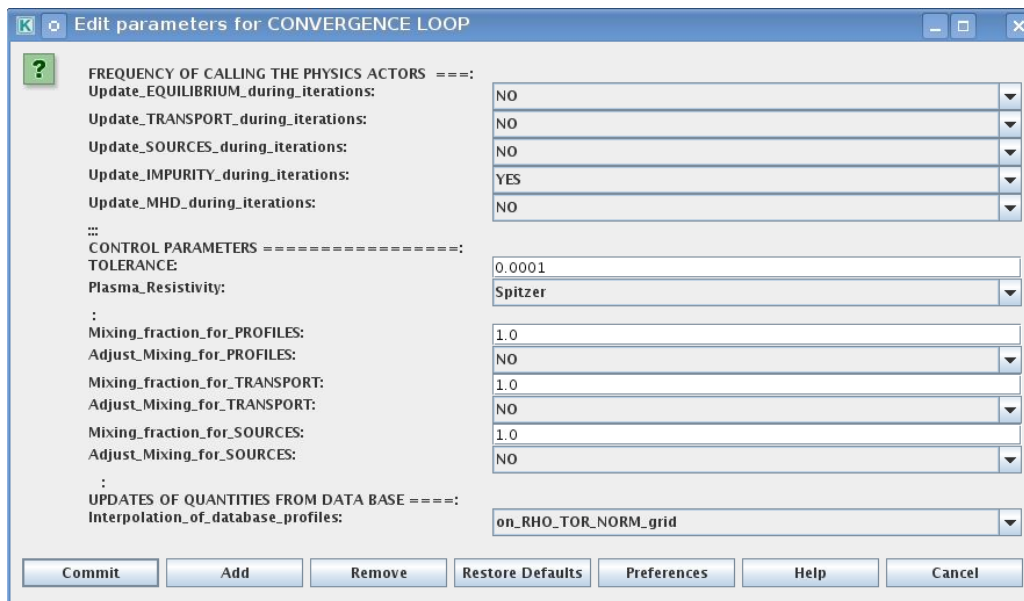 Edit parameters for CONVERGENCE LOOP
FREQUENCY OF CALLING THE PHYSICS ACTORS ===:
Update_EQUILIBRIUM_during_iterations: NO
Update_TRANSPORT_during_iterations: NO
Update_SOURCES_during_iterations: NO
Update_IMPURITY_during_iterations: YES
Update_MHD_during_iterations: NO
:::
CONTROL PARAMETERS =================:
TOLERANCE: 0.0001
Plasma_Resistivity: Spitzer
:
Mixing_fraction_for_PROFILES: 1.0
Adjust_Mixing_for_PROFILES: NO
Mixing_fraction_for_TRANSPORT: 1.0
Adjust_Mixing_for_TRANSPORT: NO
Mixing_fraction_for_SOURCES: 1.0
Adjust_Mixing_for_SOURCES: NO
:
UPDATES OF QUANTITIES FROM DATA BASE ====:
Interpolation_of_database_profiles: on_RHO_TOR_NORM_grid
Commit Add Remove Restore Defaults Preferences Help Cancel